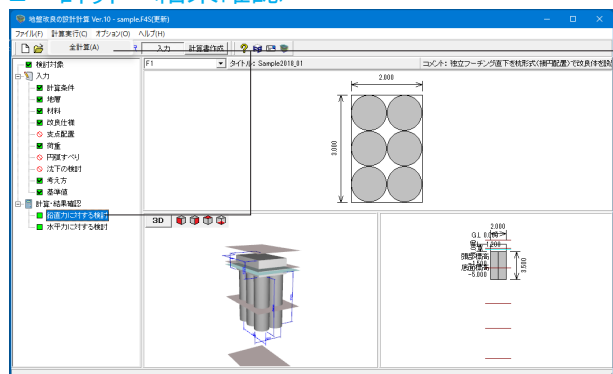 地盤改良の設計計算 Ver.10 - sample.F4S(更新)
ファイル(F) 計算実行(C) オプション(O) ヘルプ(H)
全計算(A) 入力 計算書作成
検討対象
入力
計算条件
地層
材料
改良仕様
支点配置
荷重
円弧すべり
沈下の検討
考え方
基準値
計算・結果確認
鉛直力に対する検討
水平力に対する検討
F1 タイトル: Sample2018_01 コメント: 独立フーチング直下を杭形式(接円配置)で改良体を設
2.000
3.000
3D
2.000
G.L 0.000
-1.500
底面標高
-5.000
3.500